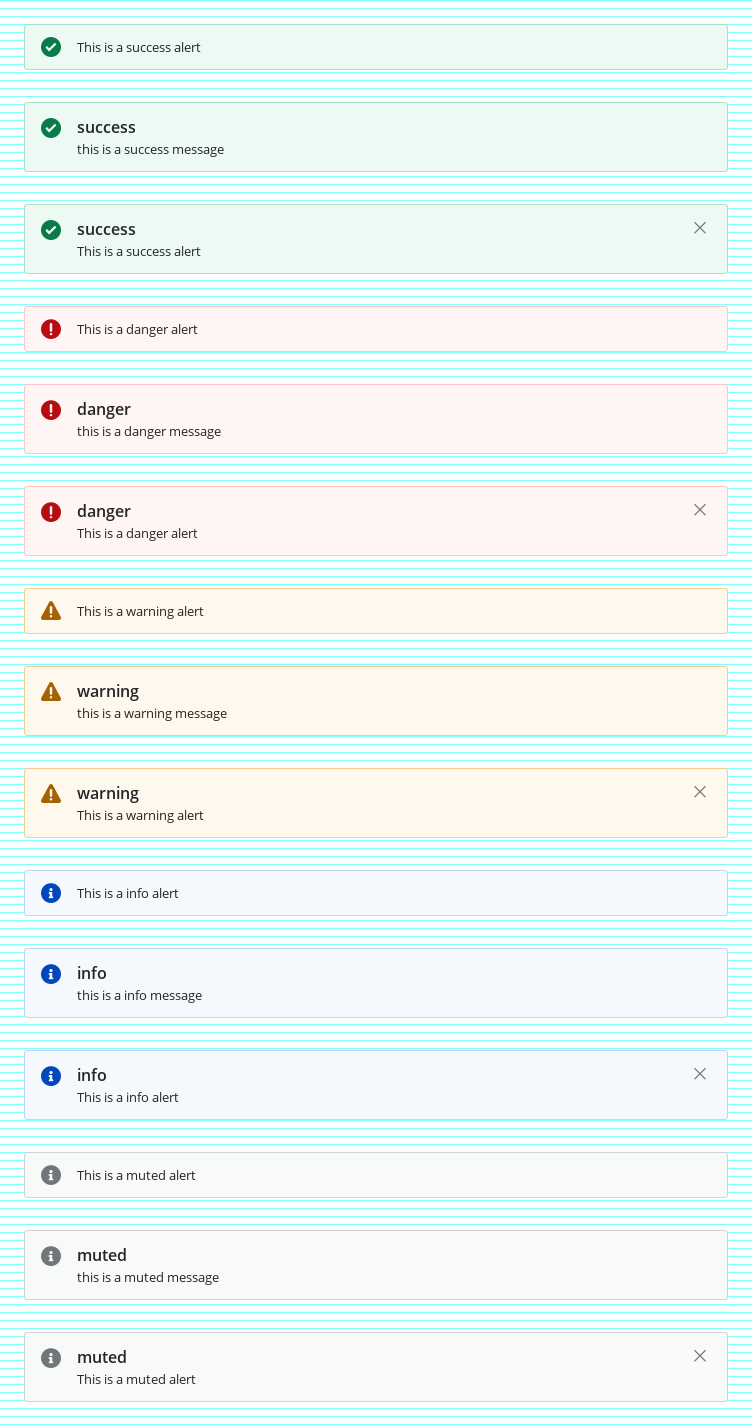 This is a success alert
success
this is a success message
success
This is a success alert
This is a danger alert
danger
this is a danger message
danger
This is a danger alert
This is a warning alert
warning
this is a warning message
warning
This is a warning alert
This is a info alert
info
this is a info message
info
This is a info alert
This is a muted alert
muted
this is a muted message
muted
This is a muted alert